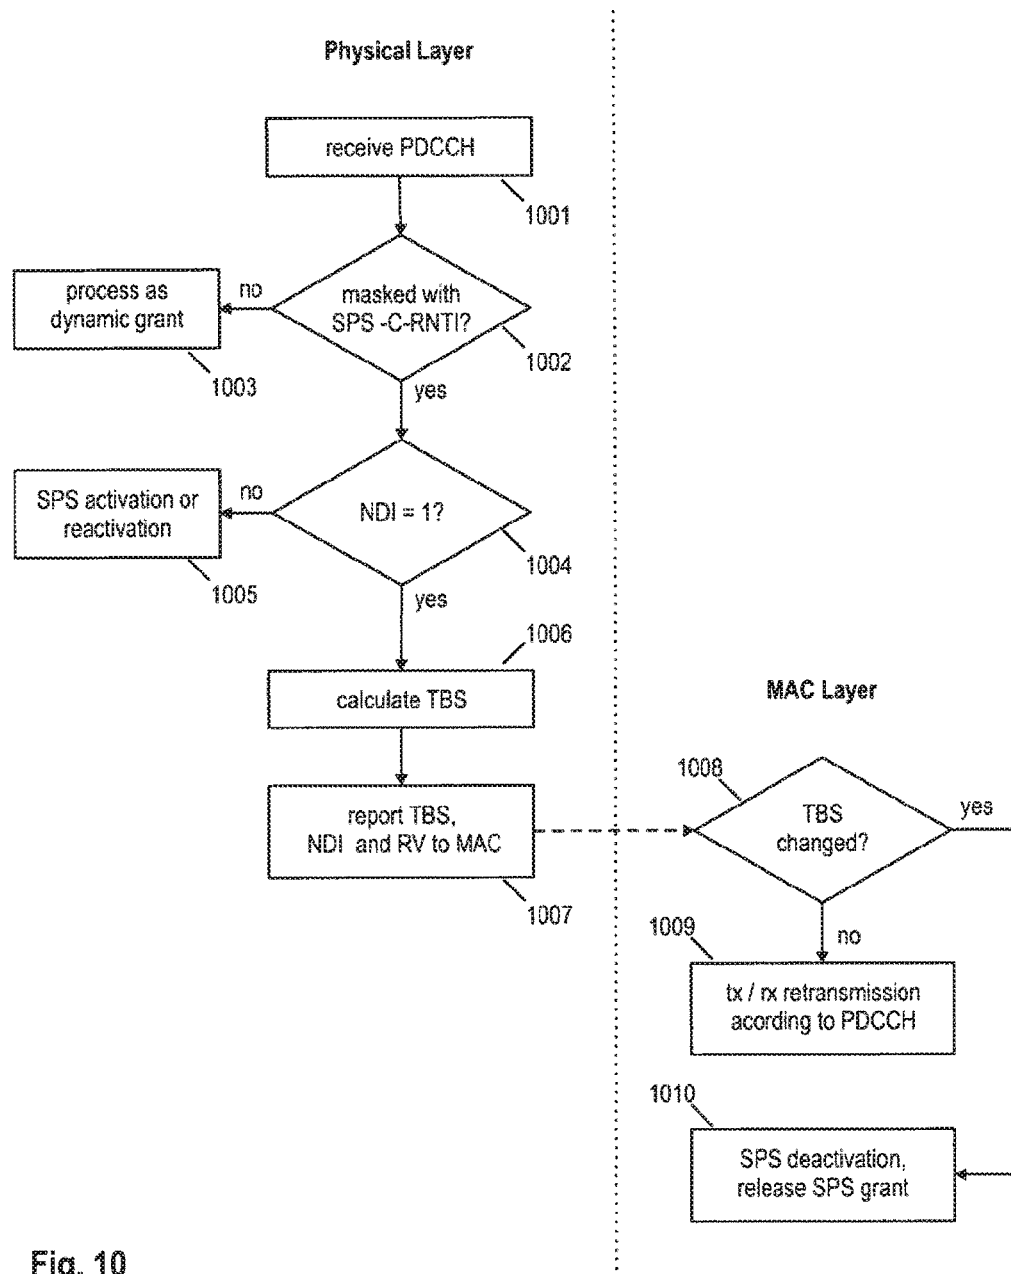 Physical Layer
receive PDCCH
1001
masked with
SPS -C-RNTI?
1002
no
process as
dynamic grant
1003
yes
NDI = 1?
1004
no
SPS activation or
reactivation
1005
yes
1006
calculate TBS
report TBS,
NDI and RV to MAC
1007
MAC Layer
1008
TBS
changed?
yes
no
1009
tx / rx retransmission
acording to PDCCH
1010
SPS deactivation,
release SPS grant
Fig. 10